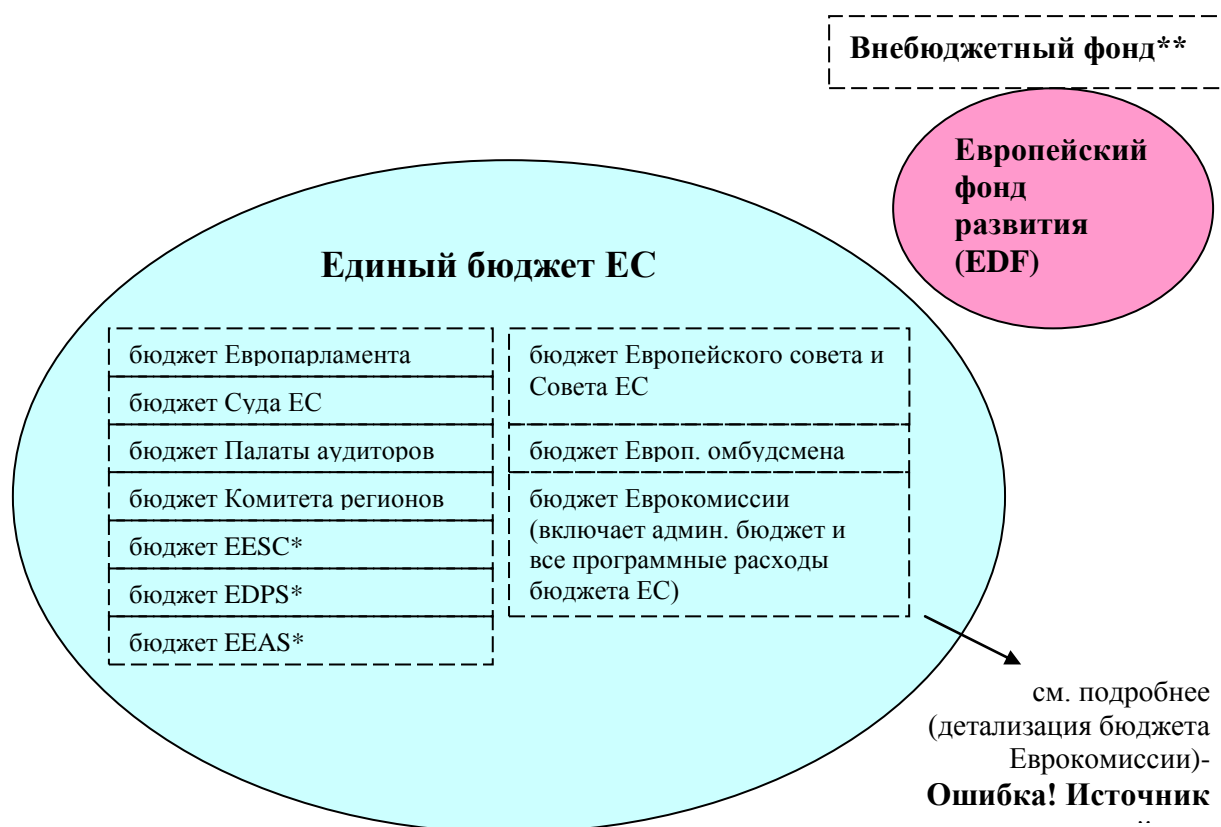 Внебюджетный фонд**
Европейский
фонд
развития
(EDF)
Единый бюджет ЕС
бюджет Европарламента
бюджет Суда ЕС
бюджет Палаты аудиторов
бюджет Комитета регионов
бюджет EESC*
бюджет EDPS*
бюджет EEAS*
бюджет Европейского совета и
Совета ЕС
бюджет Европ. омбудсмена
бюджет Еврокомиссии
(включает админ. бюджет и
все программные расходы
бюджета ЕС)
см. подробнее
(детализация бюджета
Еврокомиссии)-
Ошибка! Источник